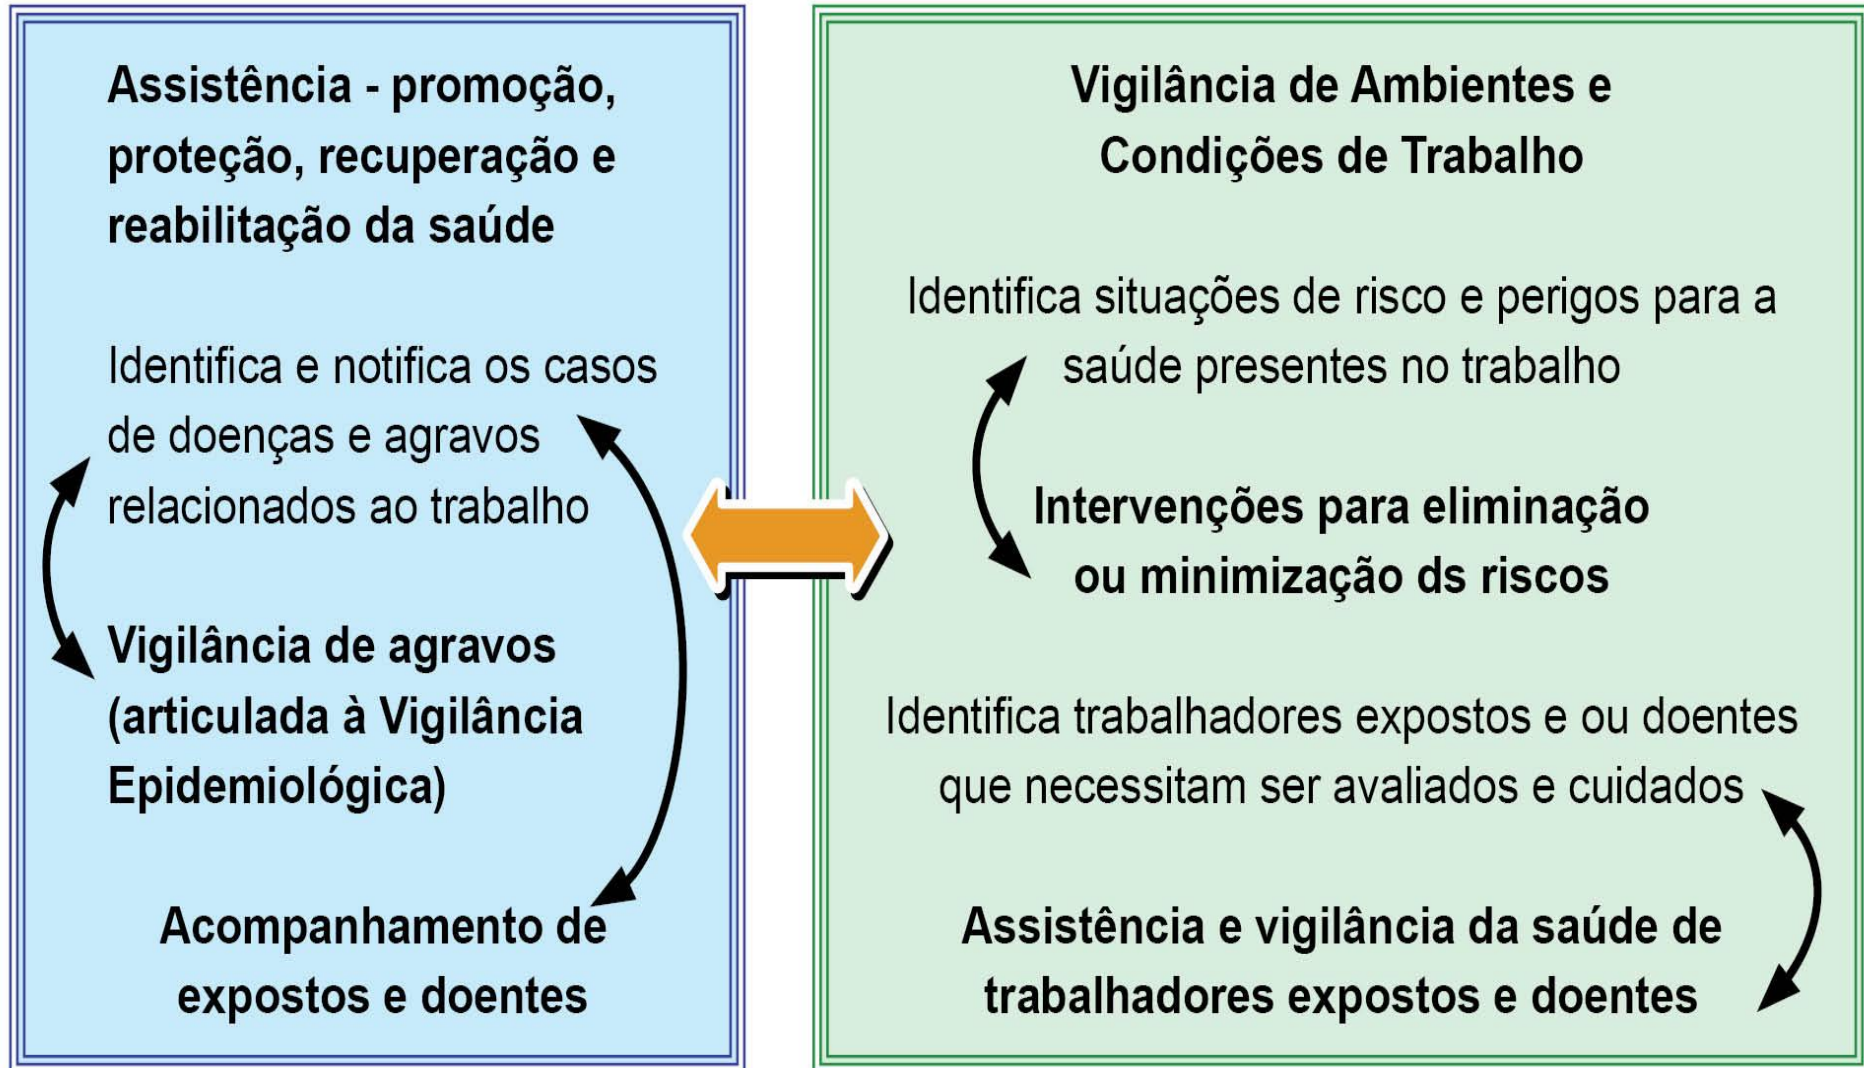 Assistência - promoção,
proteção, recuperação e
reabilitação da saúde
Identifica e notifica os casos
de doenças e agravos
relacionados ao trabalho
Vigilância de agravos
(articulada à Vigilância
Epidemiológica)
Acompanhamento de
expostos e doentes
Vigilância de Ambientes e
Condições de Trabalho
Identifica situações de risco e perigos para a
saúde presentes no trabalho
Intervenções para eliminação
ou minimização ds riscos
Identifica trabalhadores expostos e ou doentes
que necessitam ser avaliados e cuidados
Assistência e vigilância da saúde de
trabalhadores expostos e doentes